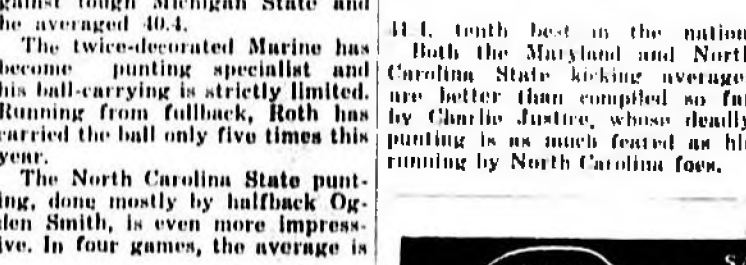 against tough Michigan State and
he averaged 40.4.
The twice-decorated Marine has
become punting specialist and
his ball-carrying is strictly limited.
Running from fullback, Roth has
carried the ball only five times this
year.
The North Carolina State punt-
ing, done mostly by halfback Og-
den Smith, is even more impress-
ive. In four games, the average is
tenth best in the nation
Both the Maryland and North
Carolina State kicking average
are better than compiled so far
by Charlie Justice, whose deadly
punting is as much feared as his
running by North Carolina foes.